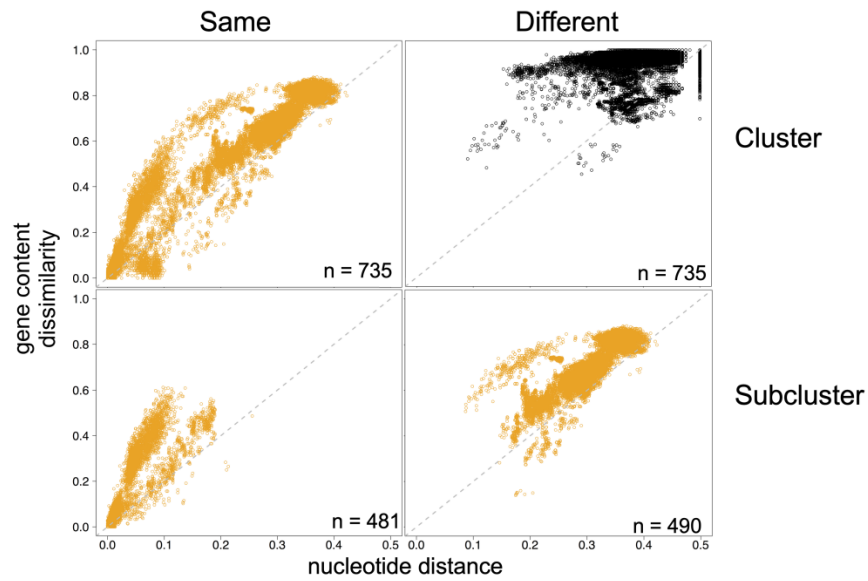 Same Different
1.0
0.8
0.6
0.4
0.2
0.0
n = 735
n = 735
Cluster
gene content
dissimilarity
1.0
0.8
0.6
0.4
0.2
0.0
n = 481
n = 490
Subcluster
0.0 0.1 0.2 0.3 0.4 0.5 0.0 0.1 0.2 0.3 0.4 0.5
nucleotide distance